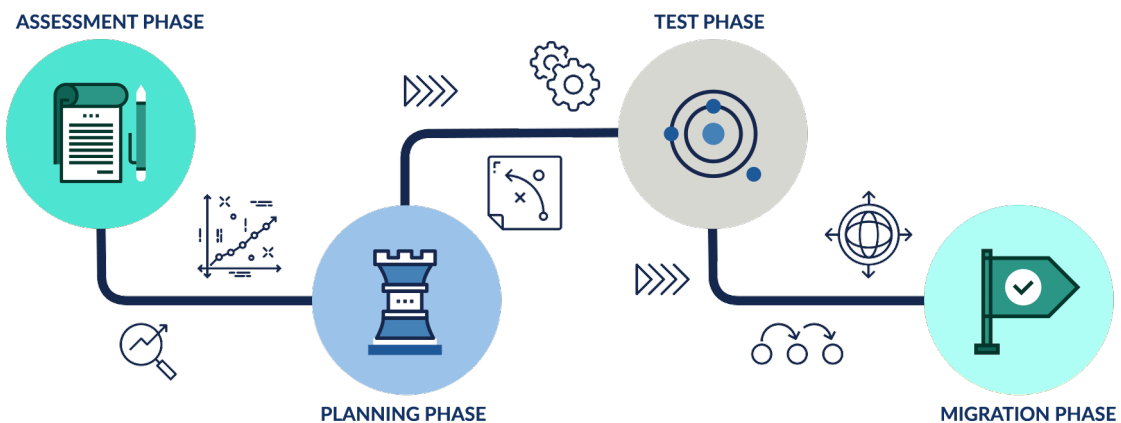 ASSESSMENT PHASE
TEST PHASE
PLANNING PHASE
MIGRATION PHASE